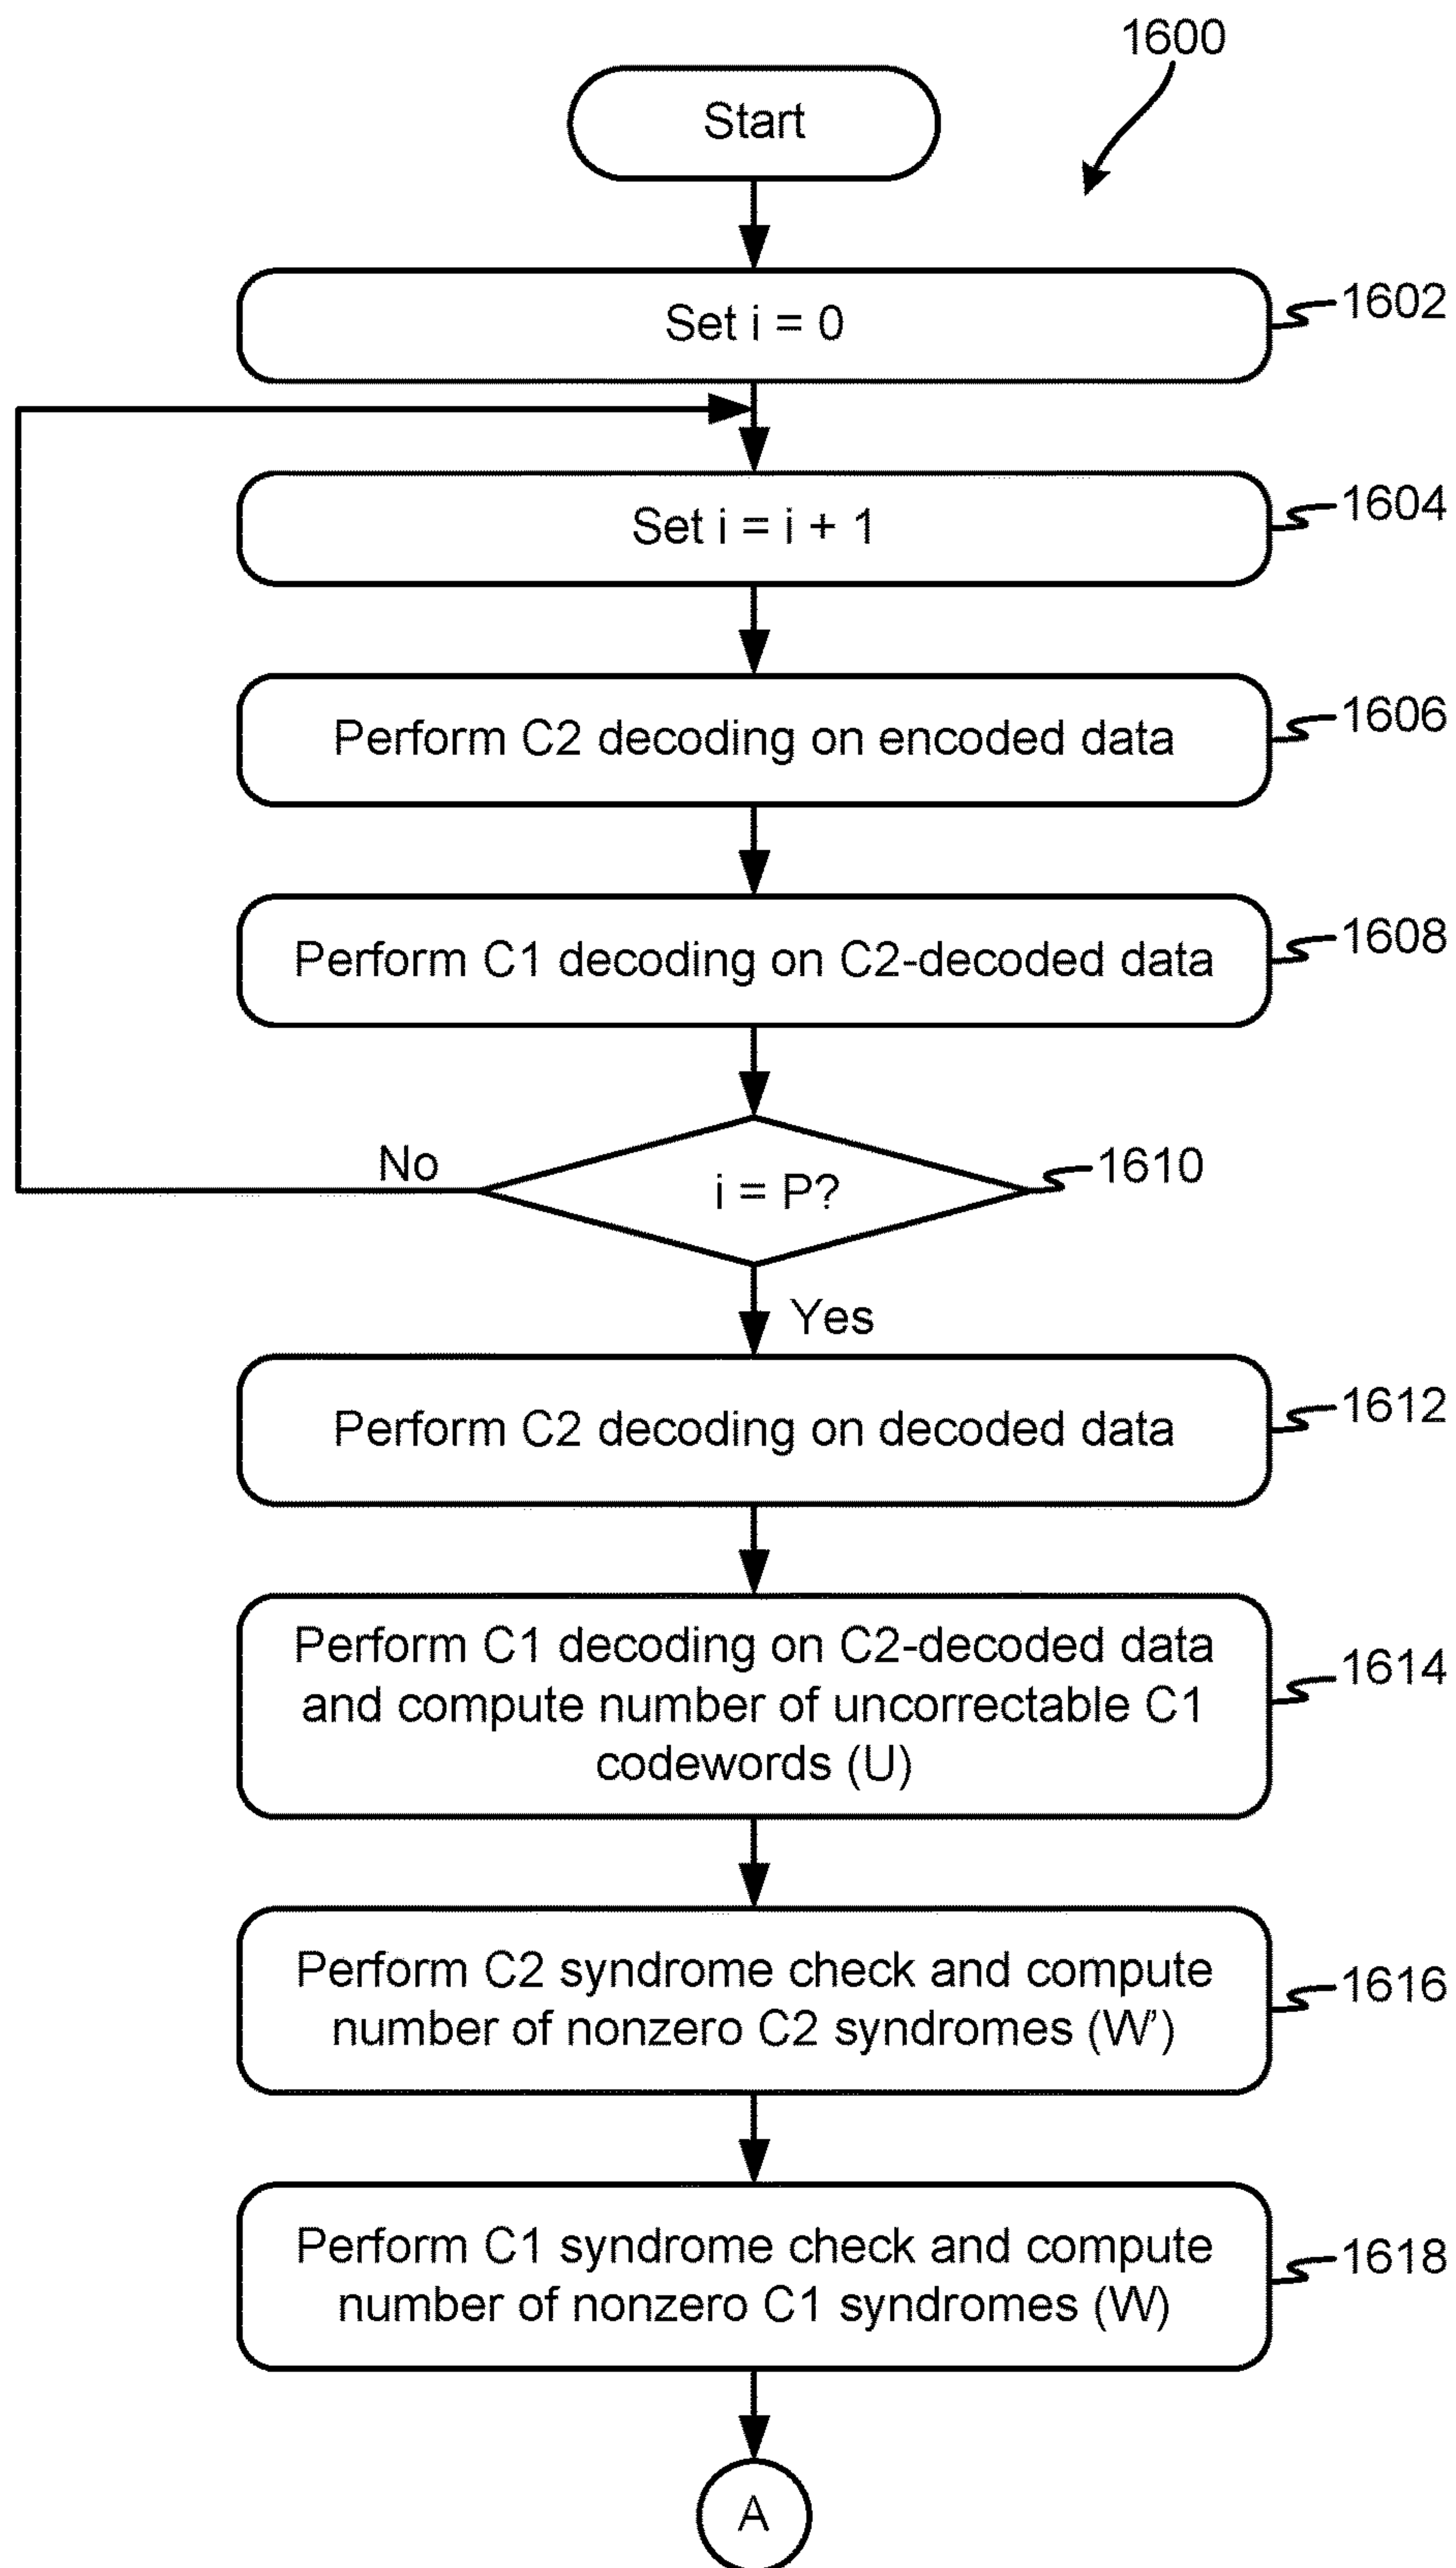 1600
Start
Set i = 0
1602
Set i = i + 1
1604
Perform C2 decoding on encoded data
1606
Perform C1 decoding on C2-decoded data
1608
No
i = P?
1610
Yes
Perform C2 decoding on decoded data
1612
Perform C1 decoding on C2-decoded data
and compute number of uncorrectable C1
codewords (U)
1614
Perform C2 syndrome check and compute
number of nonzero C2 syndromes (W’)
1616
Perform C1 syndrome check and compute
number of nonzero C1 syndromes (W)
1618
A